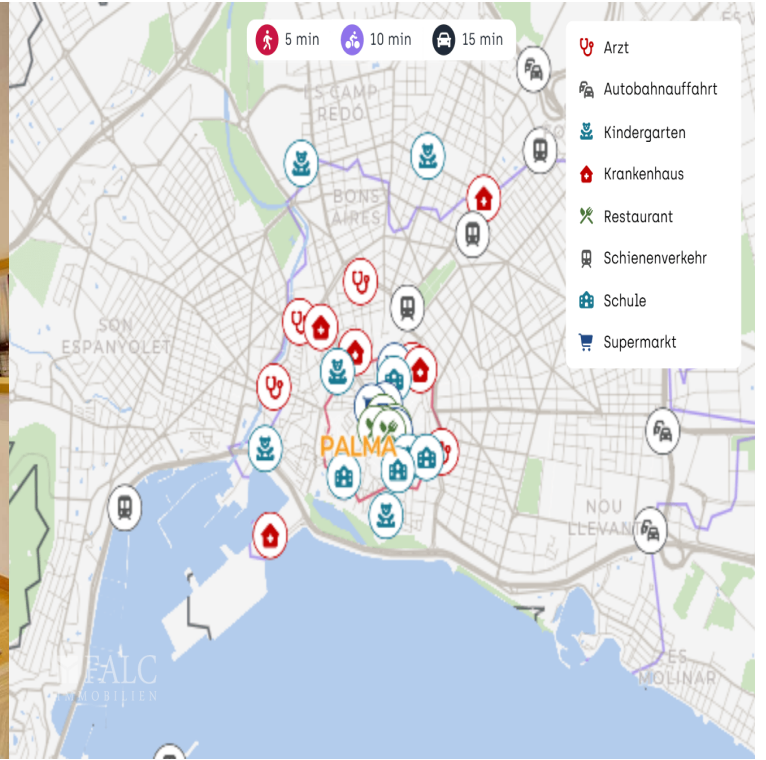 5 min
10 min
15 min
Arzt
Autobahnauffahrt
Kindergarten
Krankenhaus
Restaurant
Schienenverkehr
Schule
Supermarkt
ES CAMP
REDÓ
BONS
AIRES
SON
ESPANYOLET
PALMA
NOU
LLEVANT
ES
MOLINAR
FALC
IMMOBILIEN